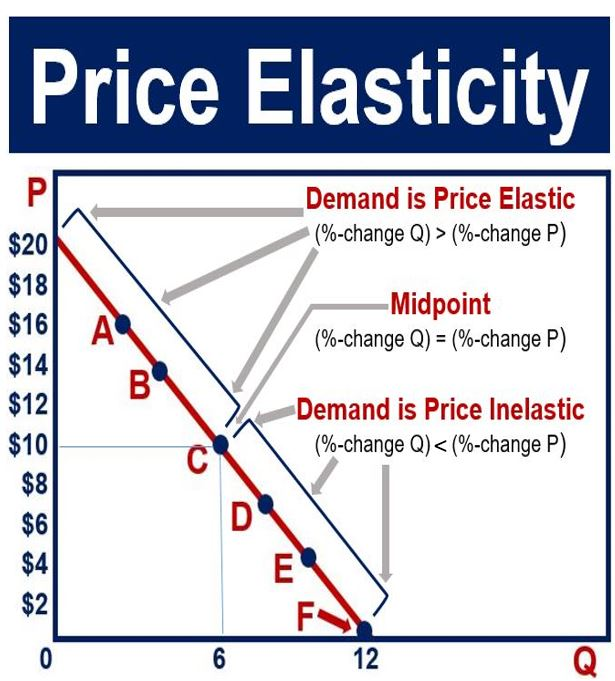 Price Elasticity
P
Demand is Price Elastic
(%-change Q) > (%-change P)
$20
$18
Midpoint
$16
A
(%-change Q) = (%-change P)
$14
B
$12
Demand is Price Inelastic
$10
(%-change Q) < (%-change P)
C
$8
D
$6
$4
E
$2
F
0
6
12
Q